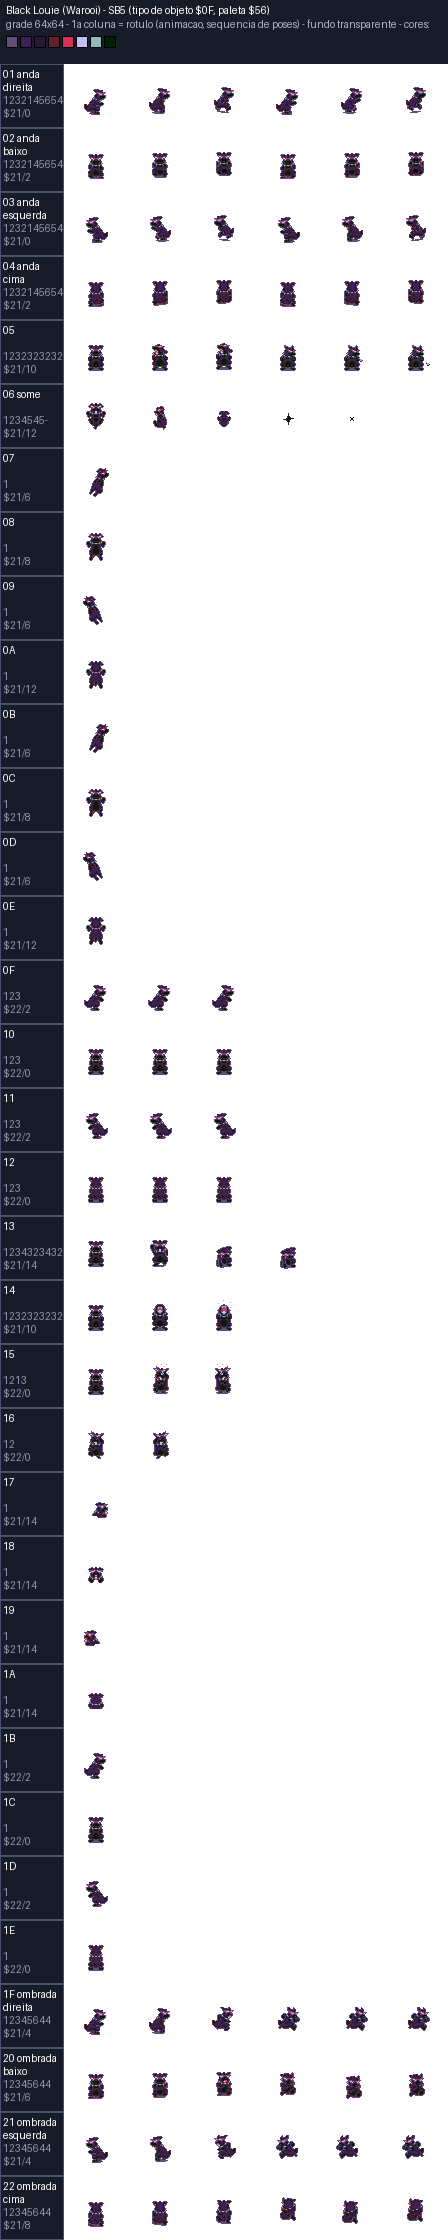 Black Louie (Warooi) - SB5 (tipo de objeto $0F, paleta $56)
grade 64x64 - 1a coluna = rotulo (animacao, sequencia de poses) - fundo transparente - cores:
01 anda
direita
1232145654
$21/0
02 anda
baixo
1232145654
$21/2
03 anda
esquerda
1232145654
$21/0
04 anda
cima
1232145654
$21/2
05
1232323232
$21/10
06 some
1234545-
$21/12
07
1
$21/6
08
1
$21/8
09
1
$21/6
0A
1
$21/12
0B
1
$21/6
0C
1
$21/8
0D
1
$21/6
0E
1
$21/12
0F
123
$22/2
10
123
$22/0
11
123
$22/2
12
123
$22/0
13
1234323432
$21/14
14
1232323232
$21/10
15
1213
$22/0
16
12
$22/0
17
1
$21/14
18
1
$21/14
19
1
$21/14
1A
1
$21/14
1B
1
$22/2
1C
1
$22/0
1D
1
$22/2
1E
1
$22/0
1F ombrada
direita
12345644
$21/4
20 ombrada
baixo
12345644
$21/6
21 ombrada
esquerda
12345644
$21/4
22 ombrada
cima
12345644
$21/8